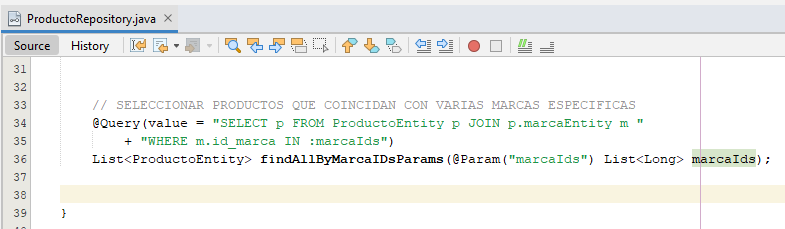 ProductoRepository.java
Source History
31
32
33 // SELECCIONAR PRODUCTOS QUE COINCIDAN CON VARIAS MARCAS ESPECIFICAS
34 @Query(value = "SELECT p FROM ProductoEntity p JOIN p.marcaEntity m "
35 + "WHERE m.id_marca IN :marcaIds")
36 List<ProductoEntity> findAllByMarcaIDsParams(@Param("marcaIds") List<Long> marcaIds);
37
38
39 }